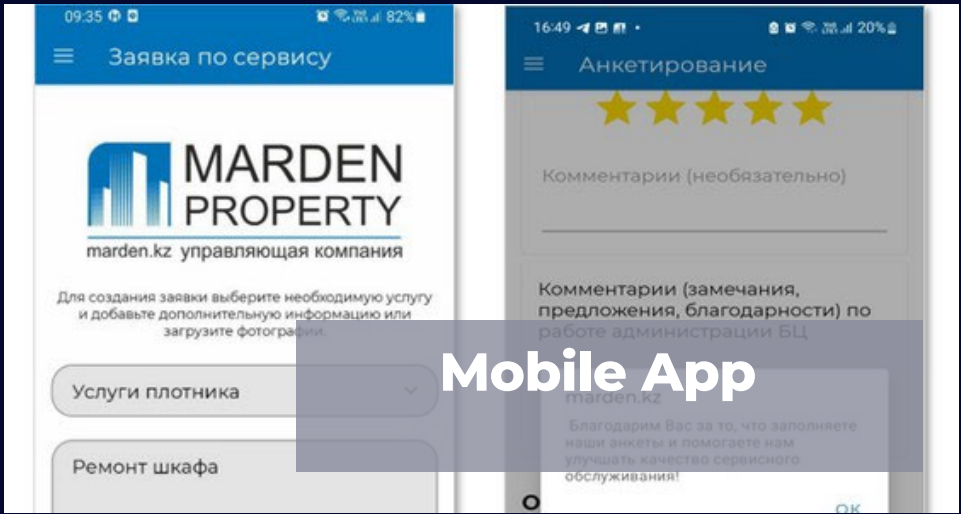 09:35
82%
Заявка по сервису
MARDEN
PROPERTY
marden.kz управляющая компания
Для создания заявки выберите необходимую услугу
и добавьте дополнительную информацию или
загрузите фотографии.
Услуги плотника
Ремонт шкафа
16:49
20%
Анкетирование
Комментарии (необязательно)
Комментарии (замечания,
предложения, благодарности) по
работе администрации БЦ
Mobile App
marden.kz
Благодарим Вас за то, что заполняете
наши анкеты и помогаете нам
улучшать качество сервисного
обслуживания!
О
OK